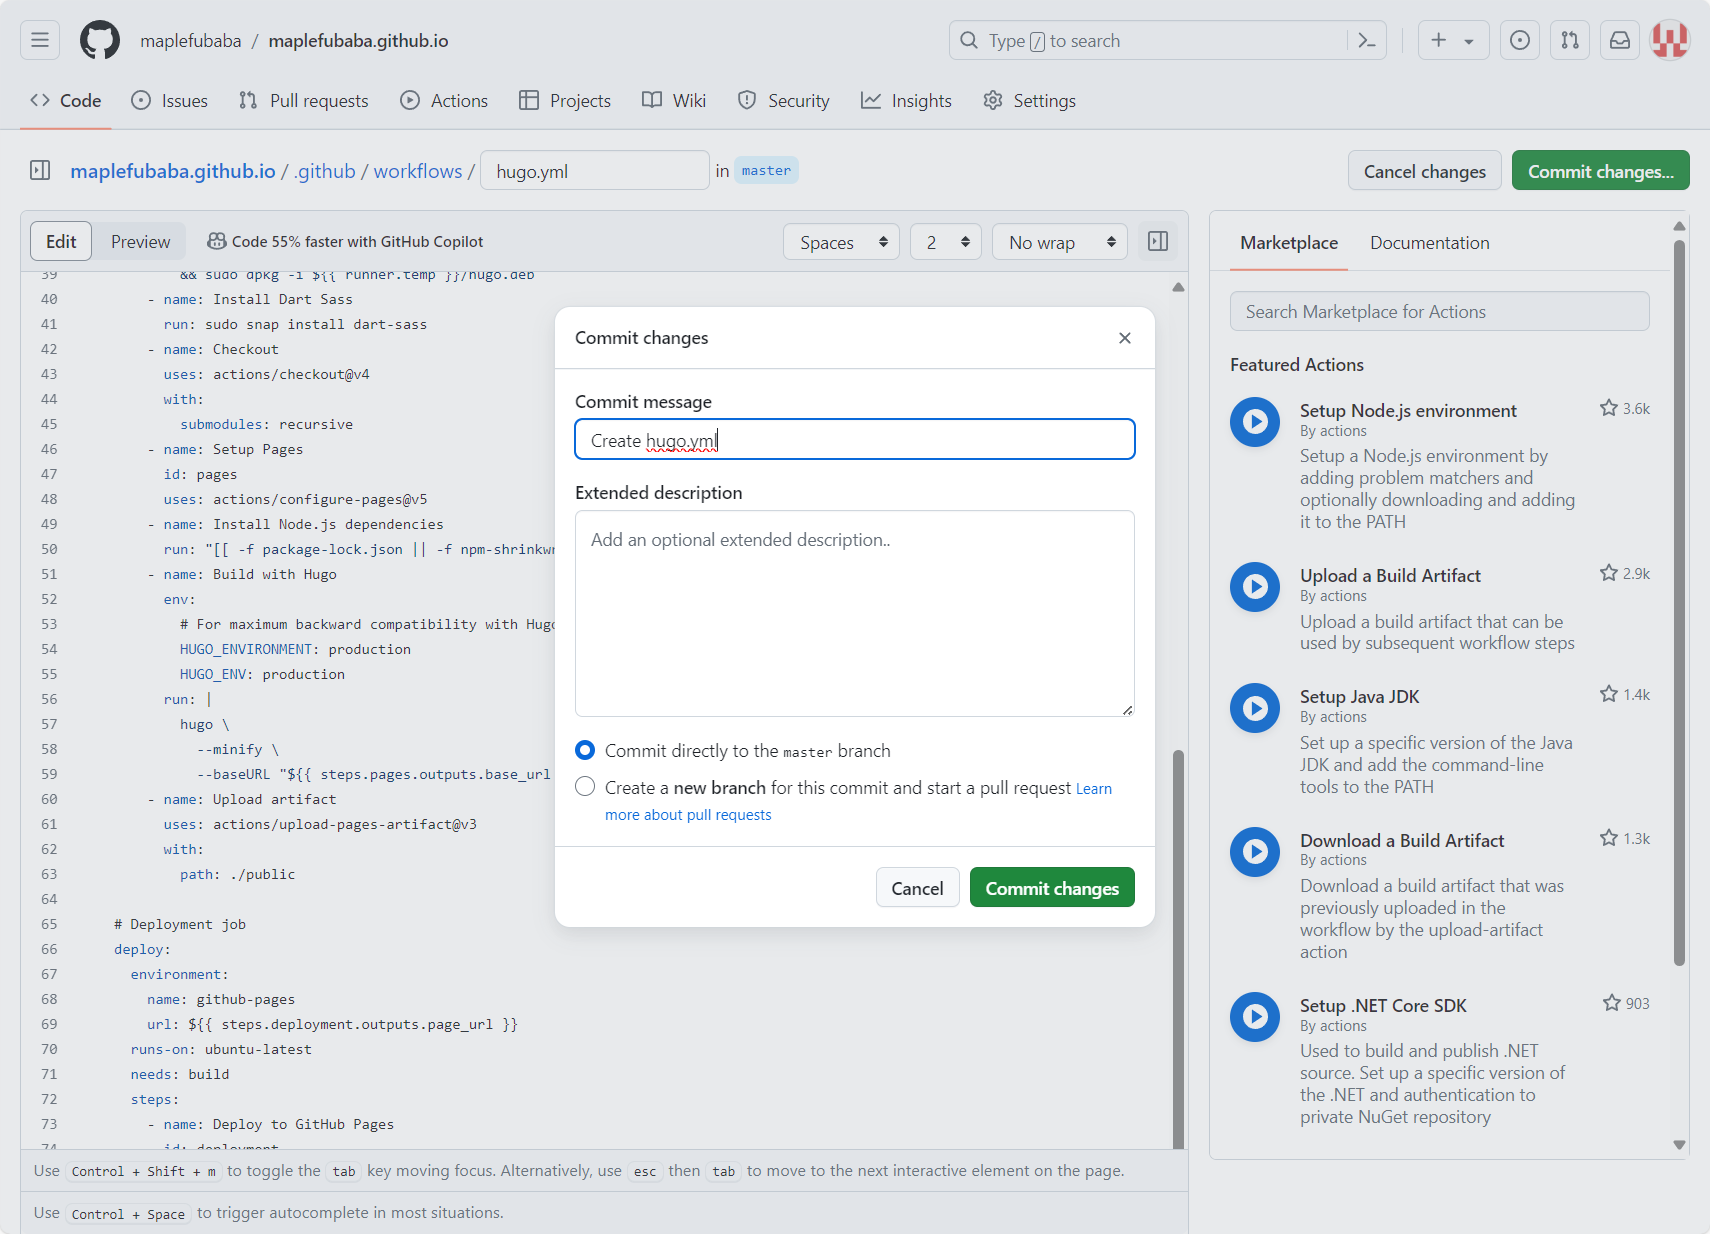 maplefubaba / maplefubaba.github.io
Type / to search
Code
Issues
Pull requests
Actions
Projects
Wiki
Security
Insights
Settings
maplefubaba.github.io / .github / workflows / hugo.yml in master
Cancel changes
Commit changes...
Edit
Preview
Code 55% faster with GitHub Copilot
Spaces
2
No wrap
39 && sudo dpkg -i ${{ runner.temp }}/hugo.deb
40 - name: Install Dart Sass
41 run: sudo snap install dart-sass
42 - name: Checkout
43 uses: actions/checkout@v4
44 with:
45 submodules: recursive
46 - name: Setup Pages
47 id: pages
48 uses: actions/configure-pages@v5
49 - name: Install Node.js dependencies
50 run: "[[ -f package-lock.json || -f npm-shrinkwr
51 - name: Build with Hugo
52 env:
53 # For maximum backward compatibility with Hugo
54 HUGO_ENVIRONMENT: production
55 HUGO_ENV: production
56 run: |
57 hugo \
58 --minify \
59 --baseURL "${{ steps.pages.outputs.base_url
60 - name: Upload artifact
61 uses: actions/upload-pages-artifact@v3
62 with:
63 path: ./public
64
65 # Deployment job
66 deploy:
67 environment:
68 name: github-pages
69 url: ${{ steps.deployment.outputs.page_url }}
70 runs-on: ubuntu-latest
71 needs: build
72 steps:
73 - name: Deploy to GitHub Pages
74 id: deployment
Use Control + Shift + m to toggle the tab key moving focus. Alternatively, use esc then tab to move to the next interactive element on the page.
Use Control + Space to trigger autocomplete in most situations.
Commit changes
Commit message
Create hugo.yml
Extended description
Add an optional extended description..
Commit directly to the master branch
Create a new branch for this commit and start a pull request Learn
more about pull requests
Cancel
Commit changes
Marketplace
Documentation
Search Marketplace for Actions
Featured Actions
Setup Node.js environment
3.6k
By actions
Setup a Node.js environment by
adding problem matchers and
optionally downloading and adding
it to the PATH
Upload a Build Artifact
2.9k
By actions
Upload a build artifact that can be
used by subsequent workflow steps
Setup Java JDK
1.4k
By actions
Set up a specific version of the Java
JDK and add the command-line
tools to the PATH
Download a Build Artifact
1.3k
By actions
Download a build artifact that was
previously uploaded in the
workflow by the upload-artifact
action
Setup .NET Core SDK
903
By actions
Used to build and publish .NET
source. Set up a specific version of
the .NET and authentication to
private NuGet repository